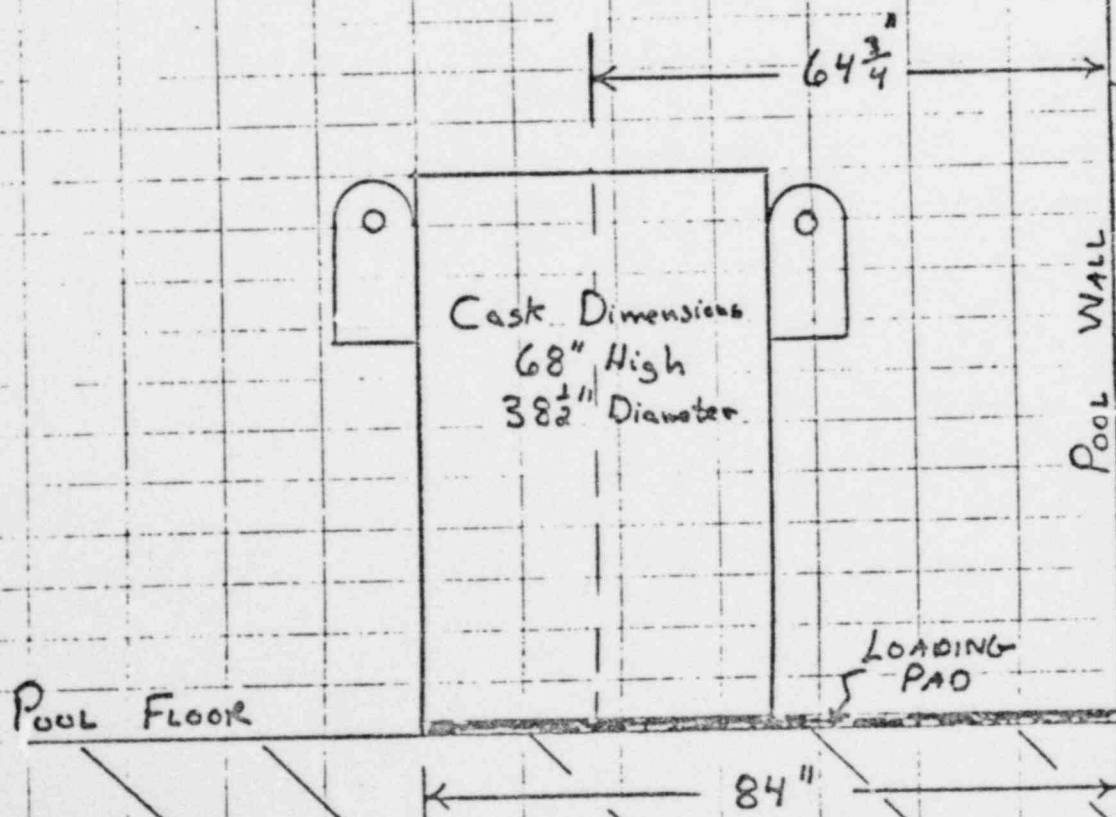 64 3/4"
Cask Dimensions
68" High
38 1/2" Diameter
POOL WALL
LOADING
PAD
POOL FLOOR
84"